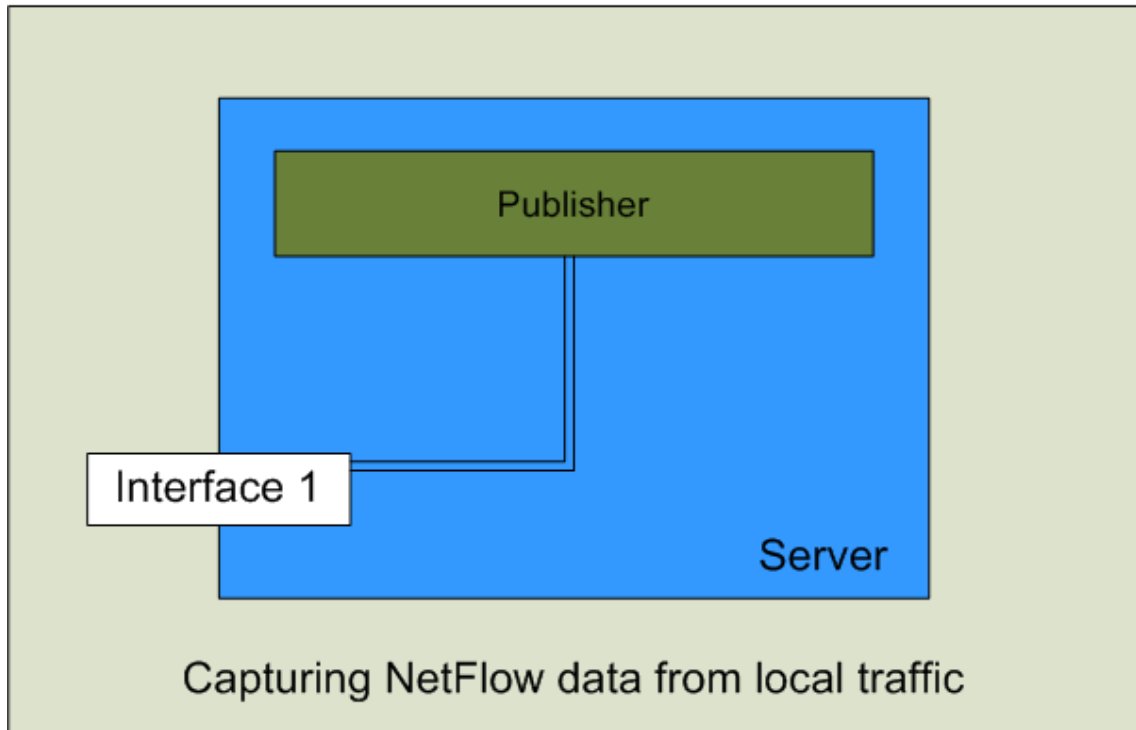 Publisher
Interface 1
Server
Capturing NetFlow data from local traffic